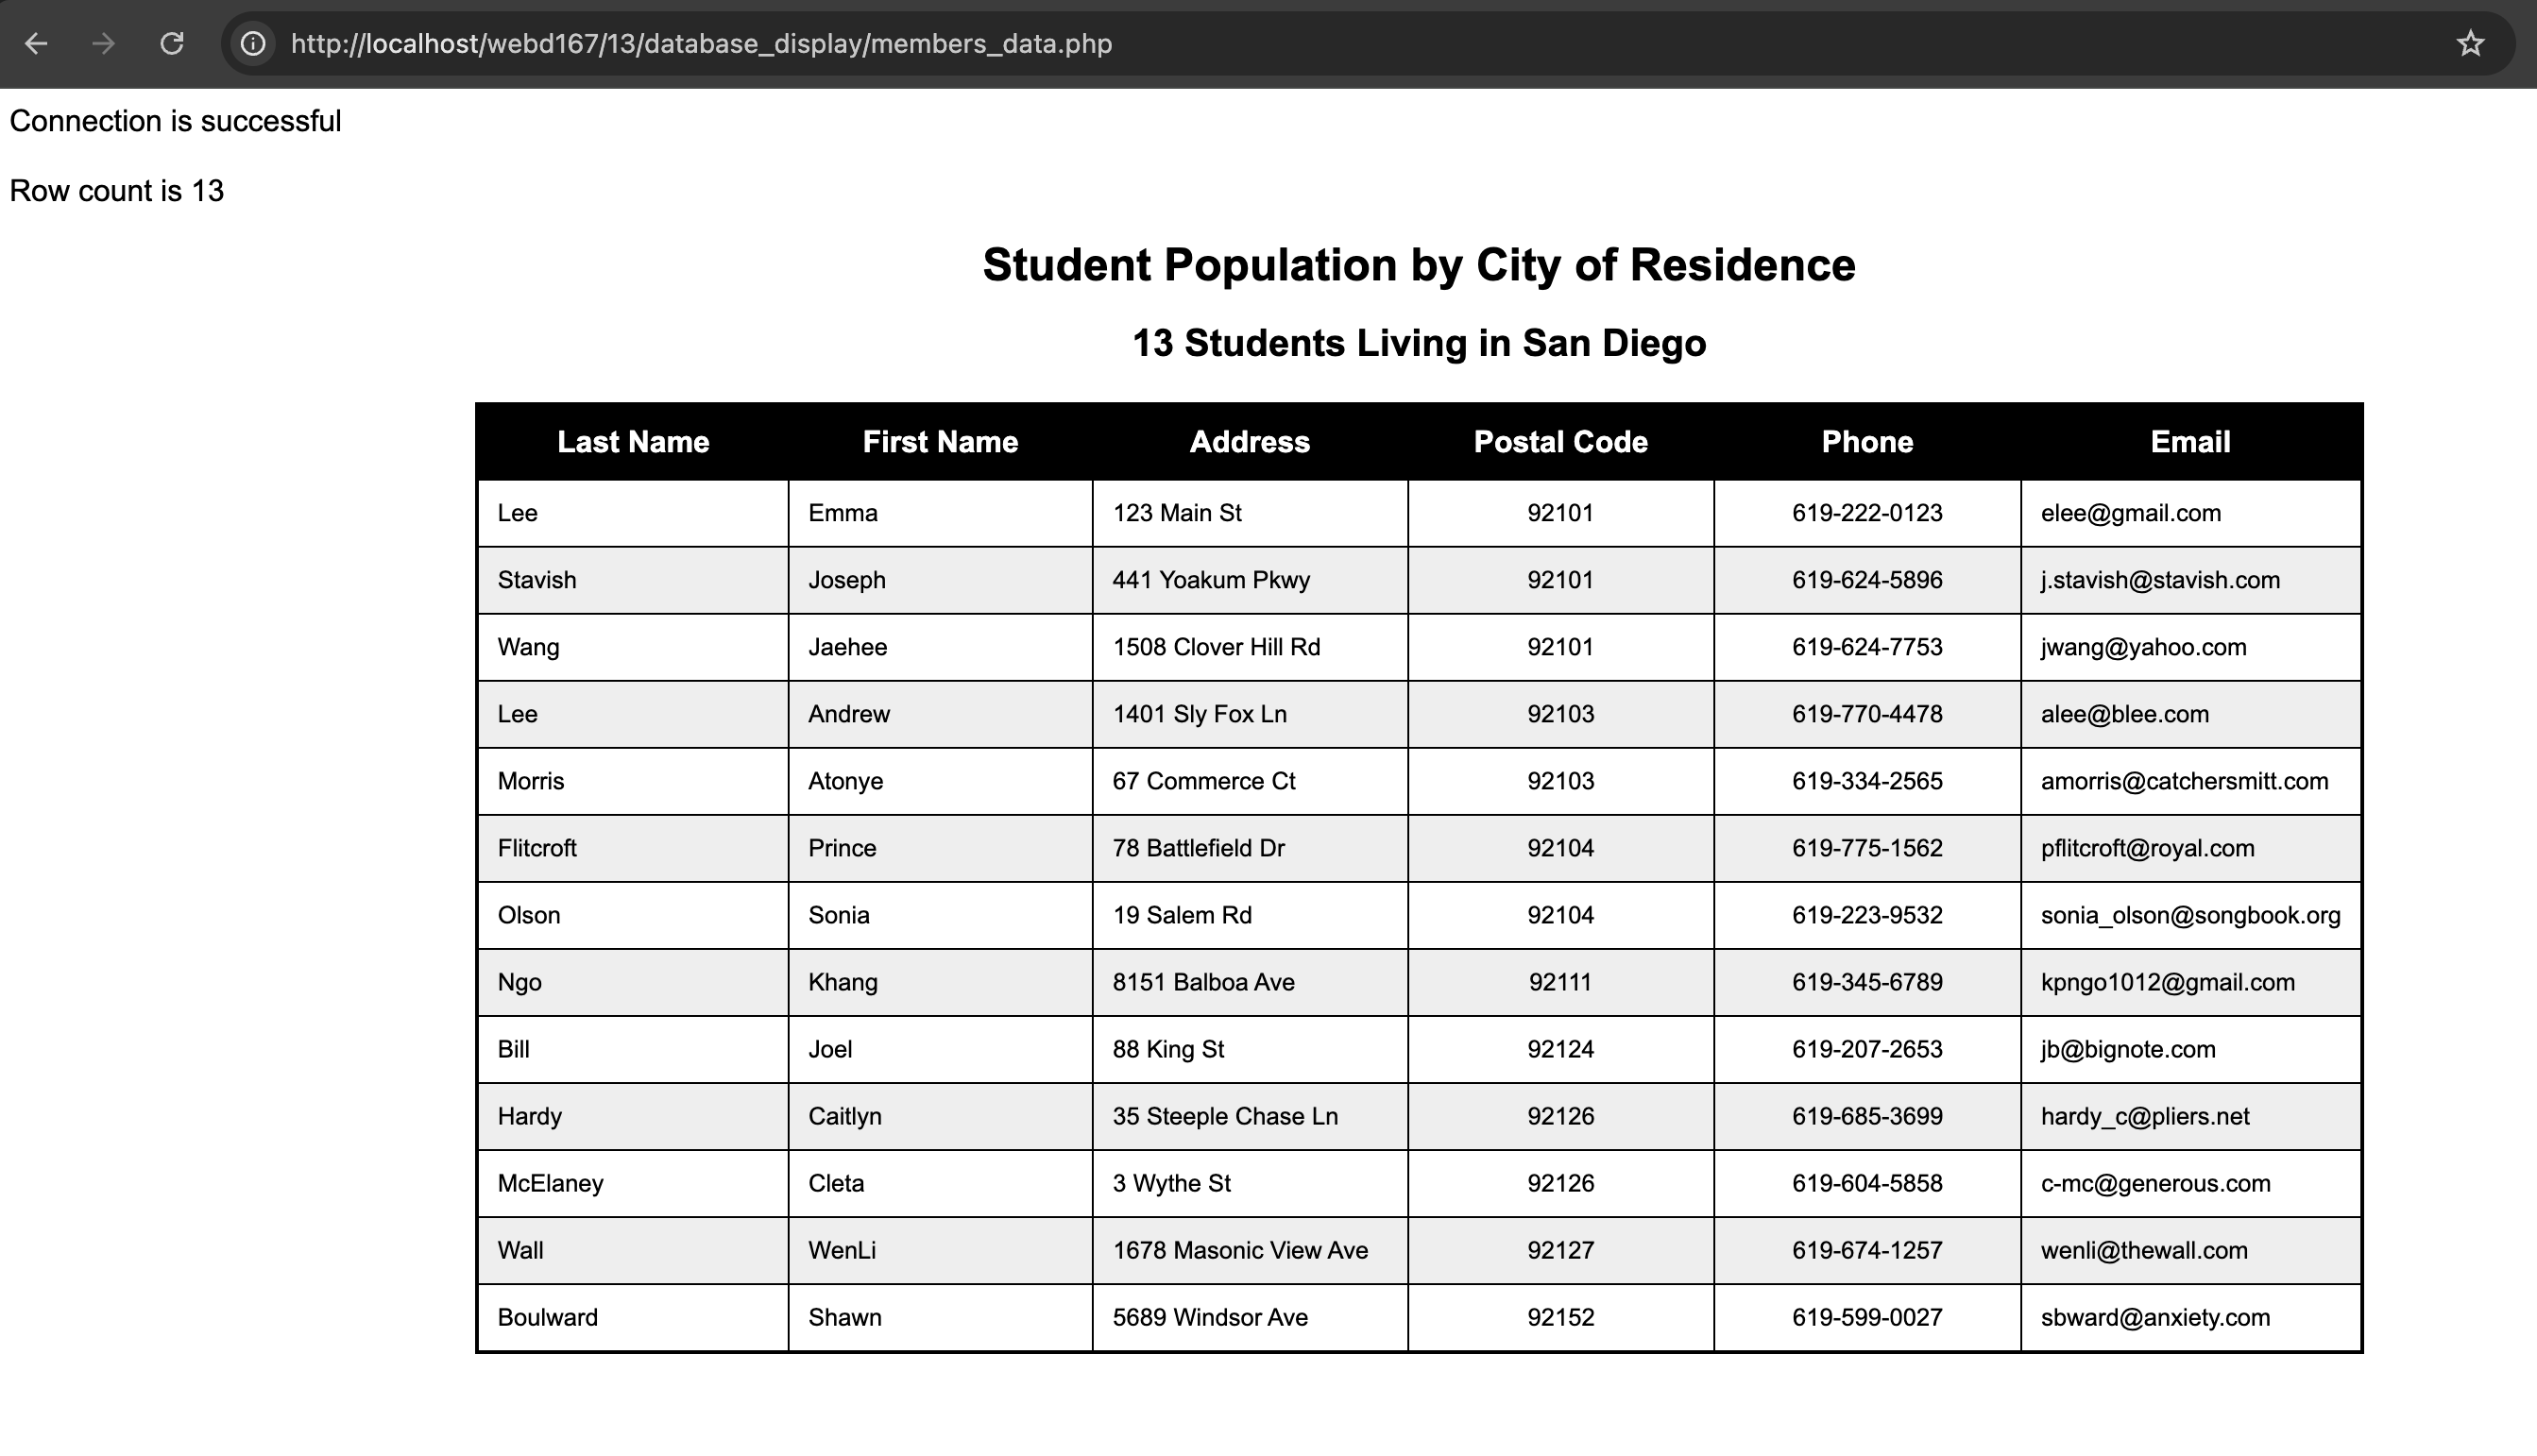 http://localhost/webd167/13/database_display/members_data.php
Connection is successful
Row count is 13
Student Population by City of Residence
13 Students Living in San Diego
Last Name First Name Address Postal Code Phone Email
Lee Emma 123 Main St 92101 619-222-0123 elee@gmail.com
Stavish Joseph 441 Yoakum Pkwy 92101 619-624-5896 j.stavish@stavish.com
Wang Jaehee 1508 Clover Hill Rd 92101 619-624-7753 jwang@yahoo.com
Lee Andrew 1401 Sly Fox Ln 92103 619-770-4478 alee@blee.com
Morris Atonye 67 Commerce Ct 92103 619-334-2565 amorris@catchersmitt.com
Flitcroft Prince 78 Battlefield Dr 92104 619-775-1562 pflitcroft@royal.com
Olson Sonia 19 Salem Rd 92104 619-223-9532 sonia_olson@songbook.org
Ngo Khang 8151 Balboa Ave 92111 619-345-6789 kpngo1012@gmail.com
Bill Joel 88 King St 92124 619-207-2653 jb@bignote.com
Hardy Caitlyn 35 Steeple Chase Ln 92126 619-685-3699 hardy_c@pliers.net
McElaney Cleta 3 Wythe St 92126 619-604-5858 c-mc@generous.com
Wall WenLi 1678 Masonic View Ave 92127 619-674-1257 wenli@thewall.com
Boulward Shawn 5689 Windsor Ave 92152 619-599-0027 sbward@anxiety.com